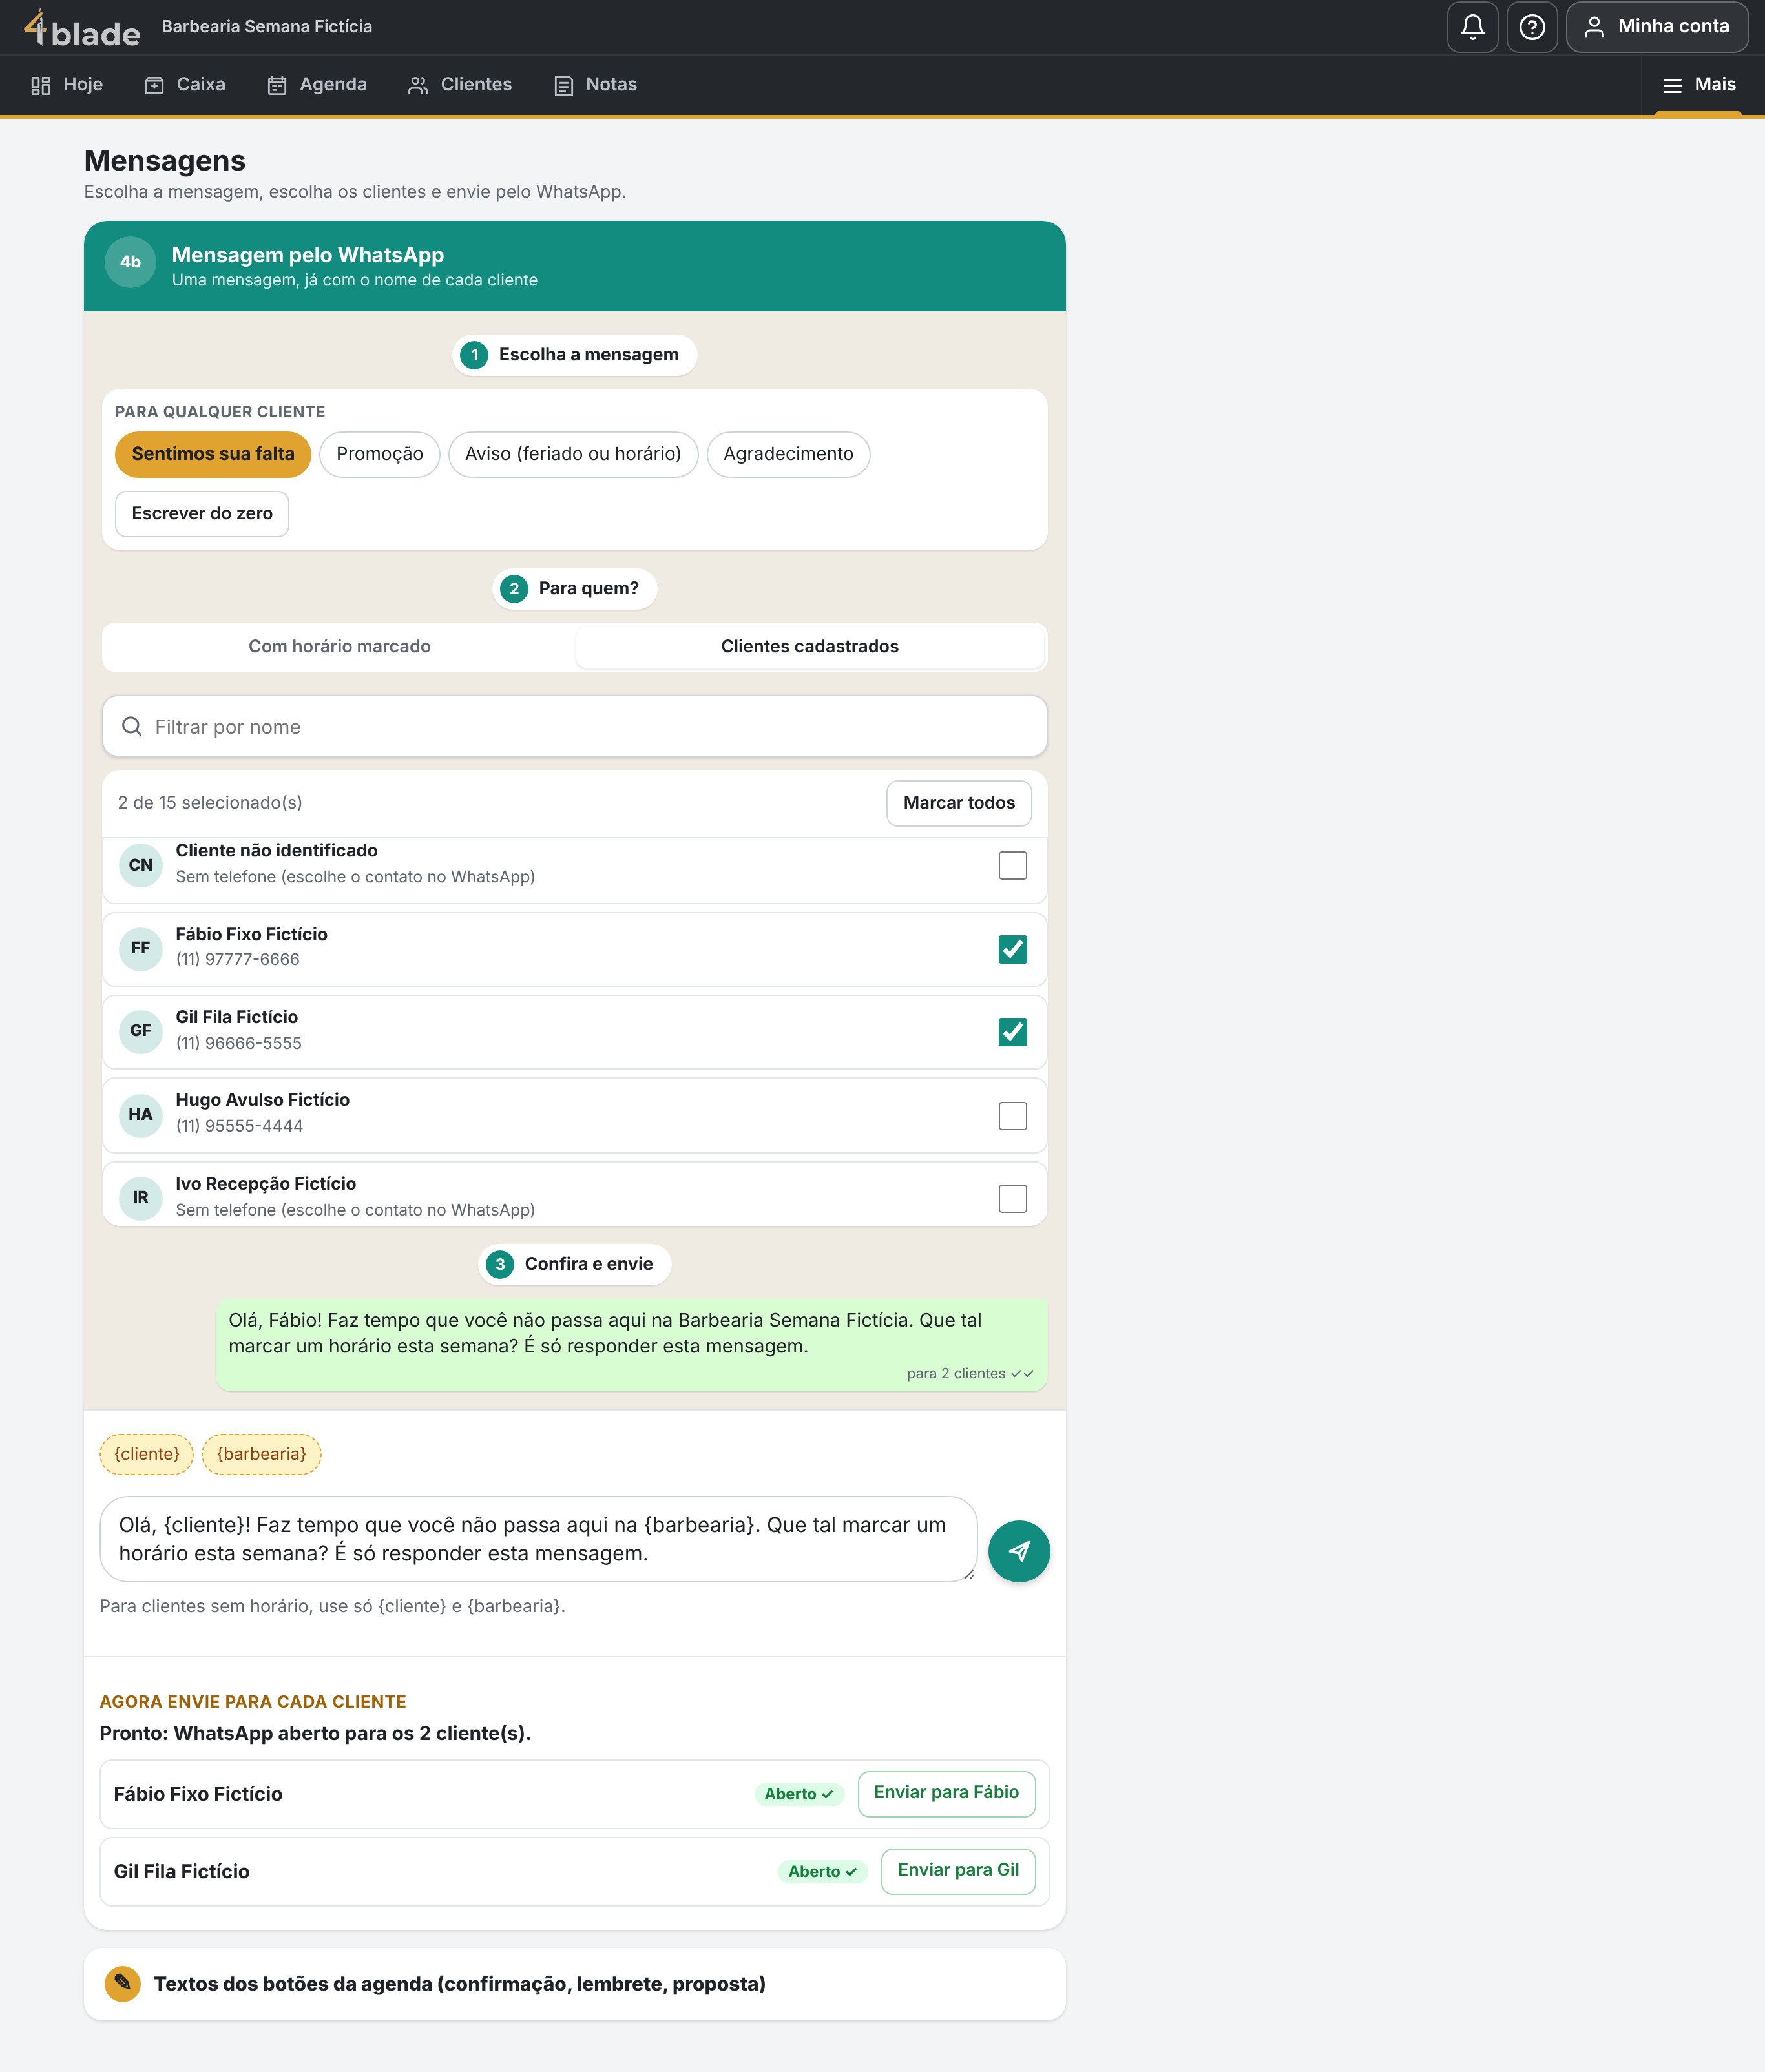 4blade
Barbearia Semana Fictícia
Minha conta
Hoje
Caixa
Agenda
Clientes
Notas
Mais
Mensagens
Escolha a mensagem, escolha os clientes e envie pelo WhatsApp.
4b
Mensagem pelo WhatsApp
Uma mensagem, já com o nome de cada cliente
1 Escolha a mensagem
PARA QUALQUER CLIENTE
Sentimos sua falta
Promoção
Aviso (feriado ou horário)
Agradecimento
Escrever do zero
2 Para quem?
Com horário marcado
Clientes cadastrados
Filtrar por nome
2 de 15 selecionado(s)
Marcar todos
CN
Cliente não identificado
Sem telefone (escolhe o contato no WhatsApp)
FF
Fábio Fixo Fictício
(11) 97777-6666
GF
Gil Fila Fictício
(11) 96666-5555
HA
Hugo Avulso Fictício
(11) 95555-4444
IR
Ivo Recepção Fictício
Sem telefone (escolhe o contato no WhatsApp)
3 Confira e envie
Olá, Fábio! Faz tempo que você não passa aqui na Barbearia Semana Fictícia. Que tal
marcar um horário esta semana? É só responder esta mensagem.
para 2 clientes ✓✓
{cliente}
{barbearia}
Olá, {cliente}! Faz tempo que você não passa aqui na {barbearia}. Que tal marcar um
horário esta semana? É só responder esta mensagem.
Para clientes sem horário, use só {cliente} e {barbearia}.
AGORA ENVIE PARA CADA CLIENTE
Pronto: WhatsApp aberto para os 2 cliente(s).
Fábio Fixo Fictício
Aberto ✓
Enviar para Fábio
Gil Fila Fictício
Aberto ✓
Enviar para Gil
Textos dos botões da agenda (confirmação, lembrete, proposta)